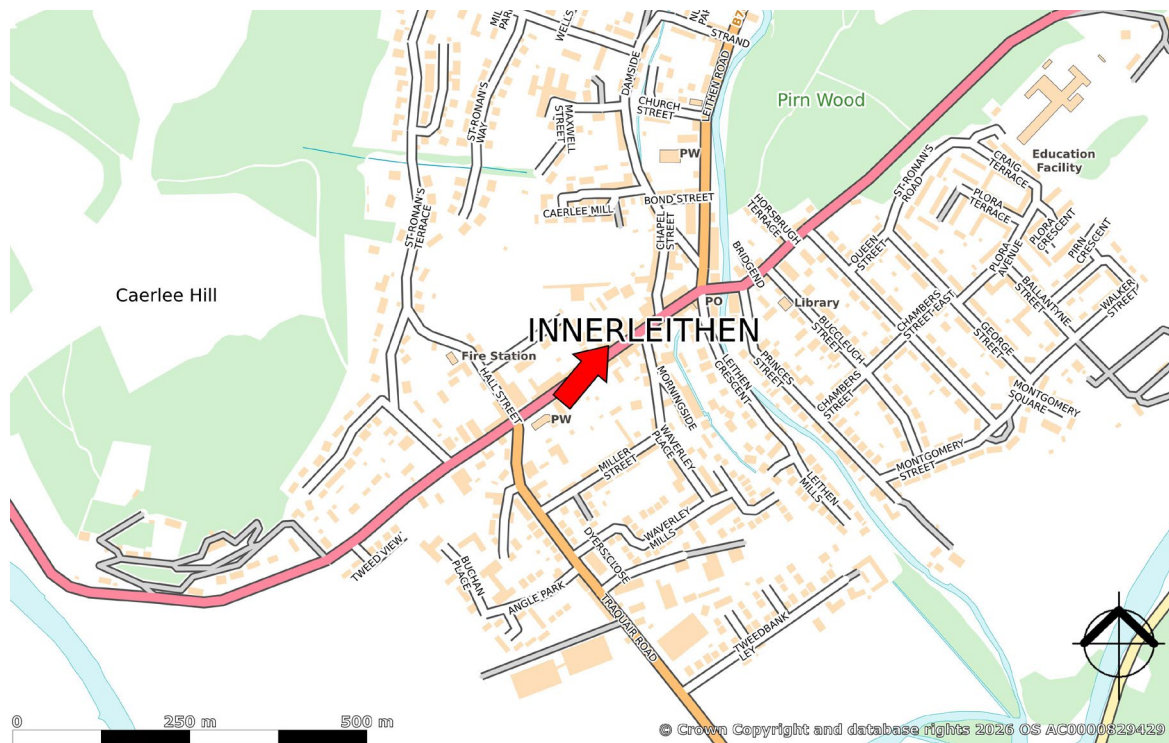 MILL
PARK
WELLS
NU
PARK
STRAND
B7
DAMSIDE
LEITHEN ROAD
CHURCH
STREET
MAXWELL
STREET
ST-RONAN'S
WAY
PW
Pirn Wood
Education
Facility
ST-RONAN'S
ROAD
CRAIG
TERRACE
PLORA
TERRACE
PLORA
CRESCENT
PLORA
AVENUE
PIRN
CRESCENT
BOND STREET
CAERLEE MILL
CHAPEL
STREET
HORSBRUGH
TERRACE
ST-RONAN'S
TERRACE
BRIDGEND
QUEEN
STREET
BALLANTYNE
STREET
WALKER
STREET
Caerlee Hill
PO
Library
CHAMBERS
STREET-EAST
GEORGE
STREET
BUCCLEUCH
STREET
INNERLEITHEN
Fire Station
HALL STREET
PW
LEITHEN
CRESCENT
PRINCES
STREET
CHAMBERS
STREET
MORNINGSIDE
MONTGOMERY
SQUARE
WAVERLEY
PLACE
MILLER
STREET
MONTGOMERY
STREET
LEITHEN
MILLS
WAVERLEY
MILLS
DYERS CLOSE
TWEED VIEW
BUCHAN
PLACE
ANGLE PARK
TRAQUAIR ROAD
TWEEDBANK
LEY
0 250 m 500 m
© Crown Copyright and database rights 2026 OS AC0000829429